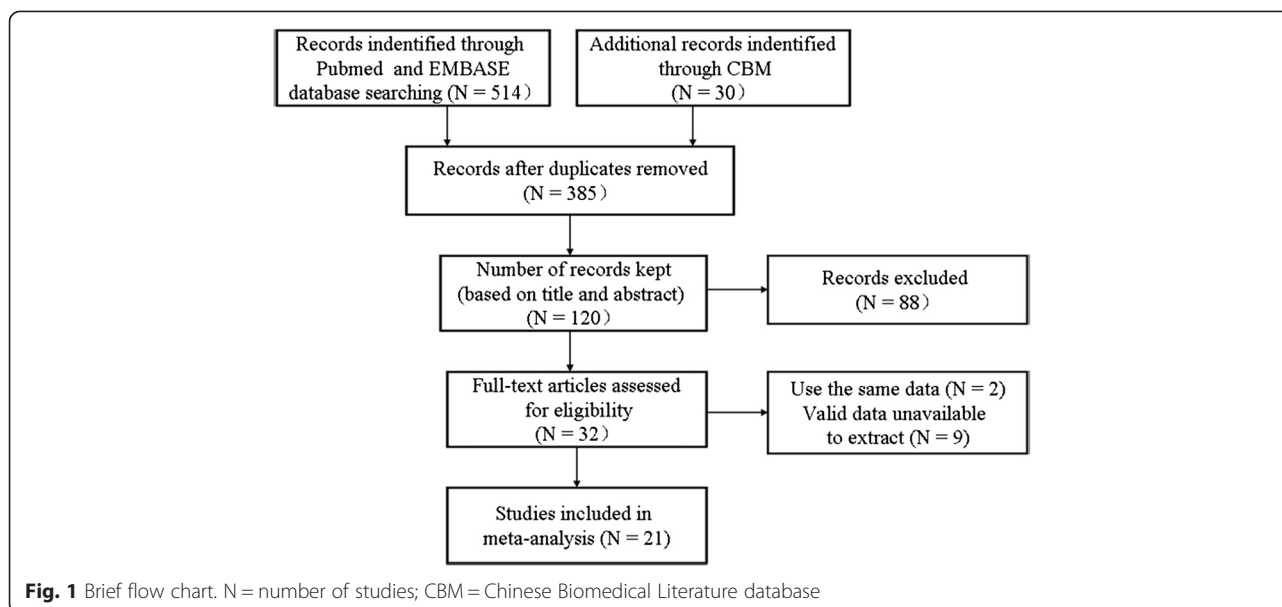 Records indentified through
Pubmed and EMBASE
database searching (N = 514）
Additional records indentified
through CBM
(N = 30）
Records after duplicates removed
(N = 385）
Number of records kept
(based on title and abstract)
(N = 120）
Records excluded
(N = 88）
Full-text articles assessed
for eligibility
(N = 32）
Use the same data (N = 2)
Valid data unavailable
to extract (N = 9)
Studies included in
meta-analysis (N = 21)
Fig. 1 Brief flow chart. N = number of studies; CBM = Chinese Biomedical Literature database